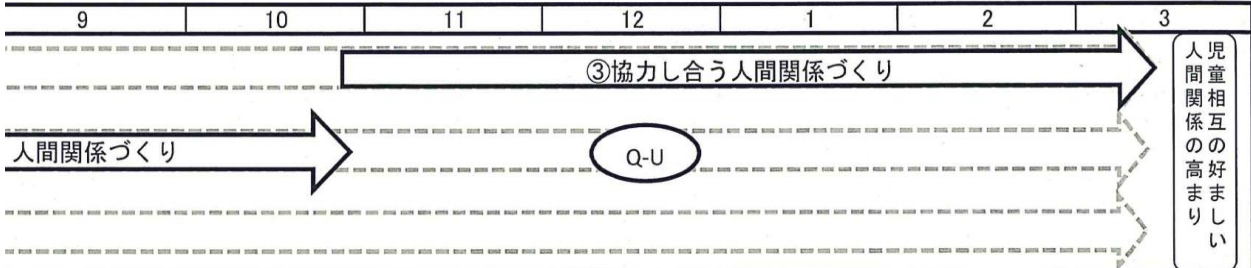 9 10 11 12 1 2 3
③協力し合う人間関係づくり
人間関係づくり
Q-U
児童相互の好ましい
人間関係の高まり